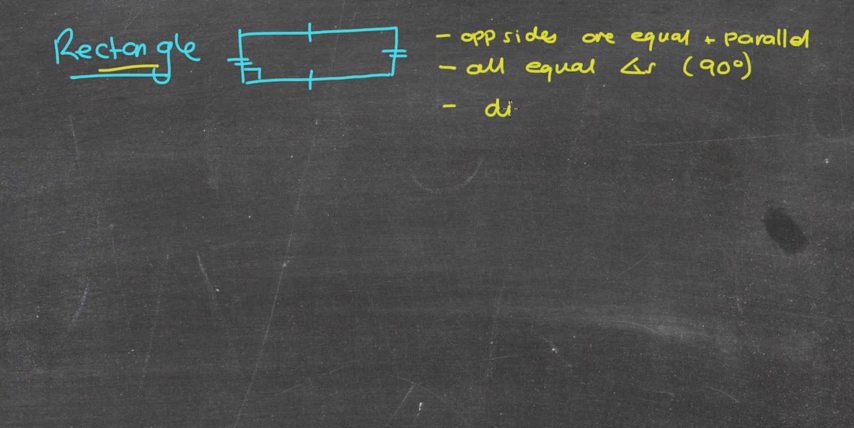 Rectangle
- opp sides are equal + parallel
- all equal ∠s (90°)
- di